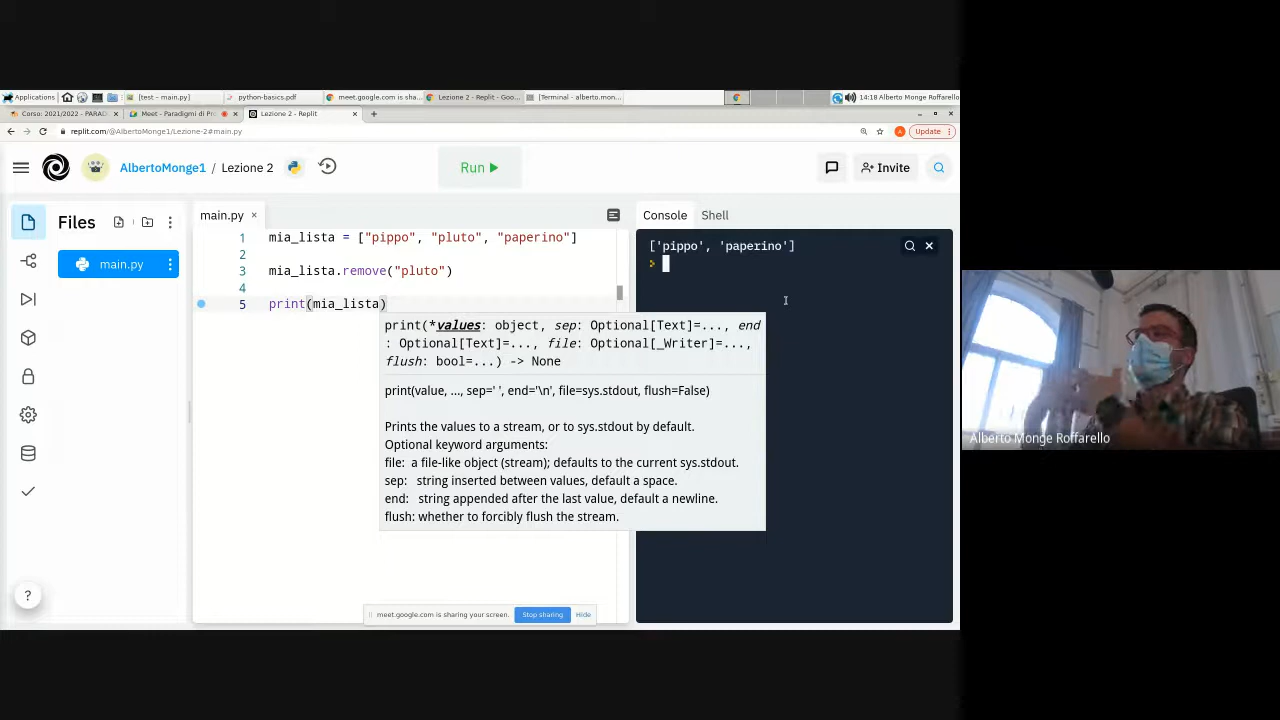 Applications
[test - main.py]
python-basics.pdf
meet.google.com is sha...
Lezione 2 - Replit - Goo...
[Terminal - alberto.mon...
14:18 Alberto Monge Roffarello
Corso: 2021/2022 - PARAD
Meet - Paradigmi di Pr
Lezione 2 - Replit
replit.com/@AlbertoMonge1/Lezione-2#main.py
A
Update
AlbertoMonge1 / Lezione 2
Run
Invite
Files
main.py
Console
Shell
main.py
1 mia_lista = ["pippo", "pluto", "paperino"]
2
3 mia_lista.remove("pluto")
4
5 print(mia_lista)
print(*values: object, sep: Optional[Text]=..., end
: Optional[Text]=..., file: Optional[_Writer]=...,
flush: bool=...) -> None
print(value, ..., sep=' ', end='\n', file=sys.stdout, flush=False)
Prints the values to a stream, or to sys.stdout by default.
Optional keyword arguments:
file: a file-like object (stream); defaults to the current sys.stdout.
sep: string inserted between values, default a space.
end: string appended after the last value, default a newline.
flush: whether to forcibly flush the stream.
['pippo', 'paperino']
?
meet.google.com is sharing your screen.
Stop sharing
Hide
Alberto Monge Roffarello